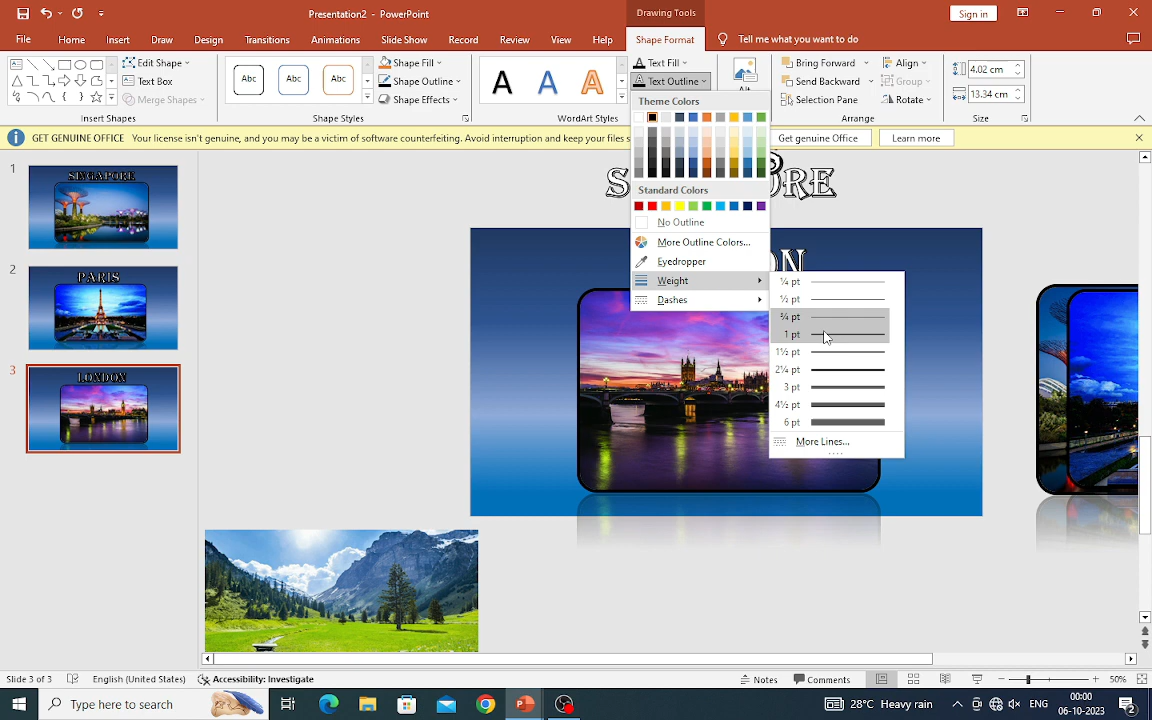 Presentation2 - PowerPoint
Drawing Tools
Sign in
File Home Insert Draw Design Transitions Animations Slide Show Record Review View Help Shape Format Tell me what you want to do
Edit Shape
Text Box
Merge Shapes
Insert Shapes
Abc Abc Abc
Shape Fill
Shape Outline
Shape Effects
Shape Styles
A A A
Text Fill
Text Outline
WordArt Styles
Alt
Bring Forward
Send Backward
Selection Pane
Align
Group
Rotate
Arrange
4.02 cm
13.34 cm
Size
GET GENUINE OFFICE Your license isn't genuine, and you may be a victim of software counterfeiting. Avoid interruption and keep your files s
Get genuine Office
Learn more
Theme Colors
Standard Colors
No Outline
More Outline Colors...
Eyedropper
Weight
Dashes
¼ pt
½ pt
¾ pt
1 pt
1½ pt
2¼ pt
3 pt
4½ pt
6 pt
More Lines...
1
SINGAPORE
2
PARIS
3
LONDON
Slide 3 of 3 English (United States) Accessibility: Investigate Notes Comments 50%
Type here to search
28°C Heavy rain ENG
00:00
06-10-2023
2